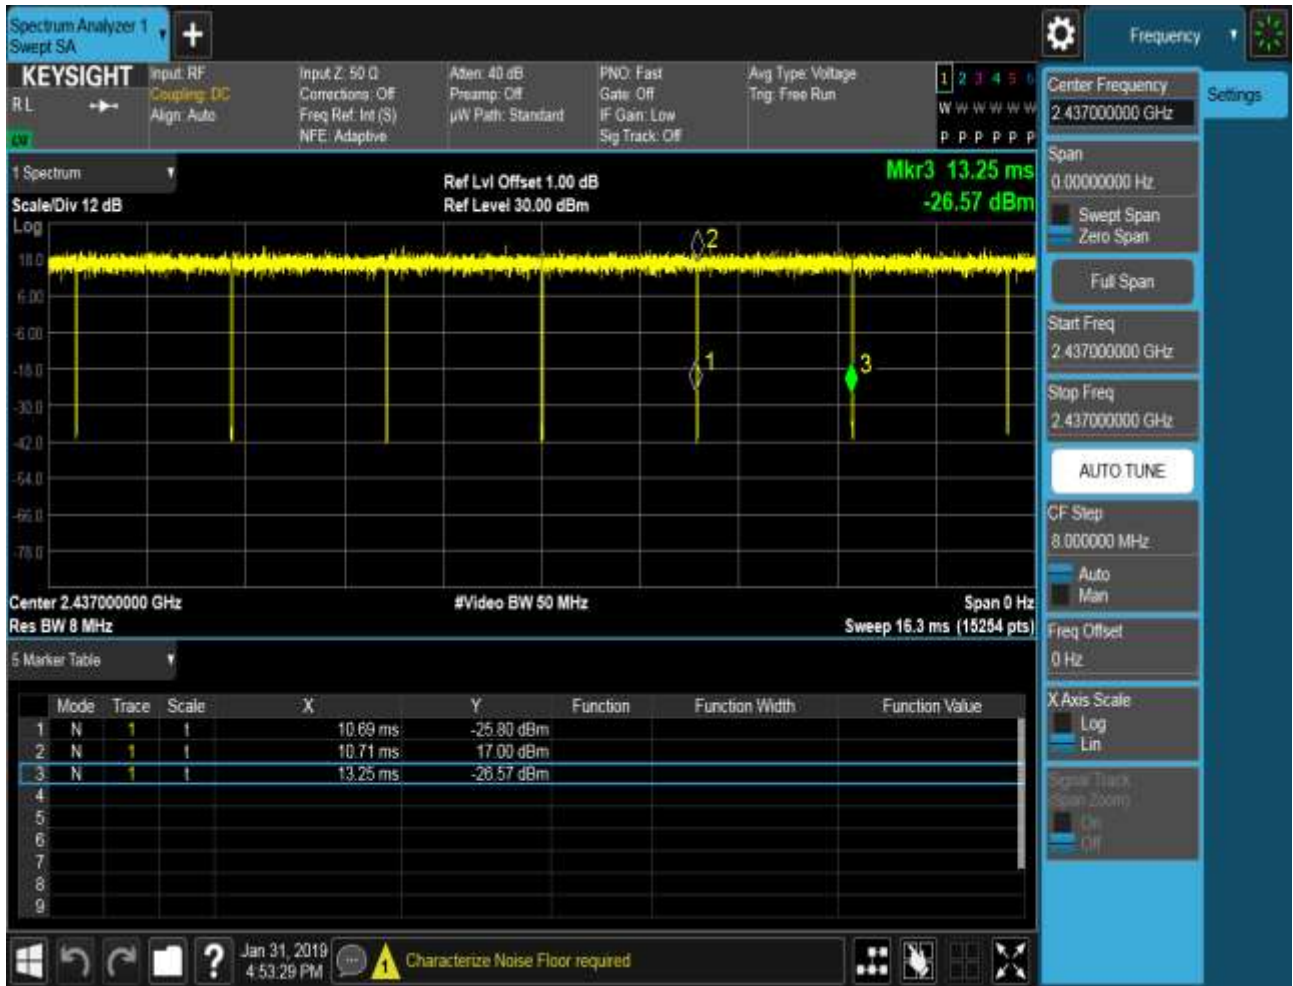 Spectrum Analyzer 1
Swept SA
Frequency
KEYSIGHT
R L
Input: RF
Coupling: DC
Align: Auto
Input Z: 50 Ω
Corrections: Off
Freq Ref: Int (S)
NFE: Adaptive
Atten: 40 dB
Preamp: Off
µW Path: Standard
PNO: Fast
Gate: Off
IF Gain: Low
Sig Track: Off
Avg Type: Voltage
Trig: Free Run
1 2 3 4 5 6
W W W W W W
P P P P P P
1 Spectrum
Scale/Div 12 dB
Ref Lvl Offset 1.00 dB
Ref Level 30.00 dBm
Mkr3 13.25 ms
-26.57 dBm
Log
18.0
6.00
-6.00
-18.0
-30.0
-42.0
-54.0
-66.0
-78.0
2
1
3
Center 2.437000000 GHz
#Video BW 50 MHz
Span 0 Hz
Res BW 8 MHz
Sweep 16.3 ms (15254 pts)
5 Marker Table
Mode Trace Scale X Y Function Function Width Function Value
1 N 1 t 10.69 ms -25.80 dBm
2 N 1 t 10.71 ms 17.00 dBm
3 N 1 t 13.25 ms -26.57 dBm
4
5
6
7
8
9
Jan 31, 2019
4:53:29 PM
1
Characterize Noise Floor required
Center Frequency
2.437000000 GHz
Settings
Span
0.00000000 Hz
Swept Span
Zero Span
Full Span
Start Freq
2.437000000 GHz
Stop Freq
2.437000000 GHz
AUTO TUNE
CF Step
8.000000 MHz
Auto
Man
Freq Offset
0 Hz
X Axis Scale
Log
Lin
Signal Track
(Span Zoom)
On
Off